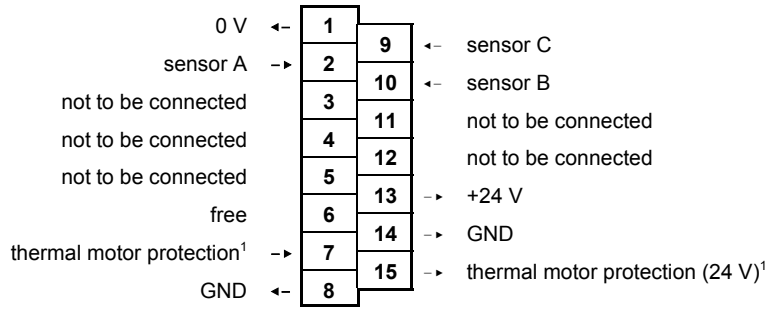 0 V 1
9 sensor C
sensor A 2
10 sensor B
not to be connected 3
11 not to be connected
not to be connected 4
12 not to be connected
not to be connected 5
13 +24 V
free 6
14 GND
thermal motor protection¹ 7
15 thermal motor protection (24 V)¹
GND 8